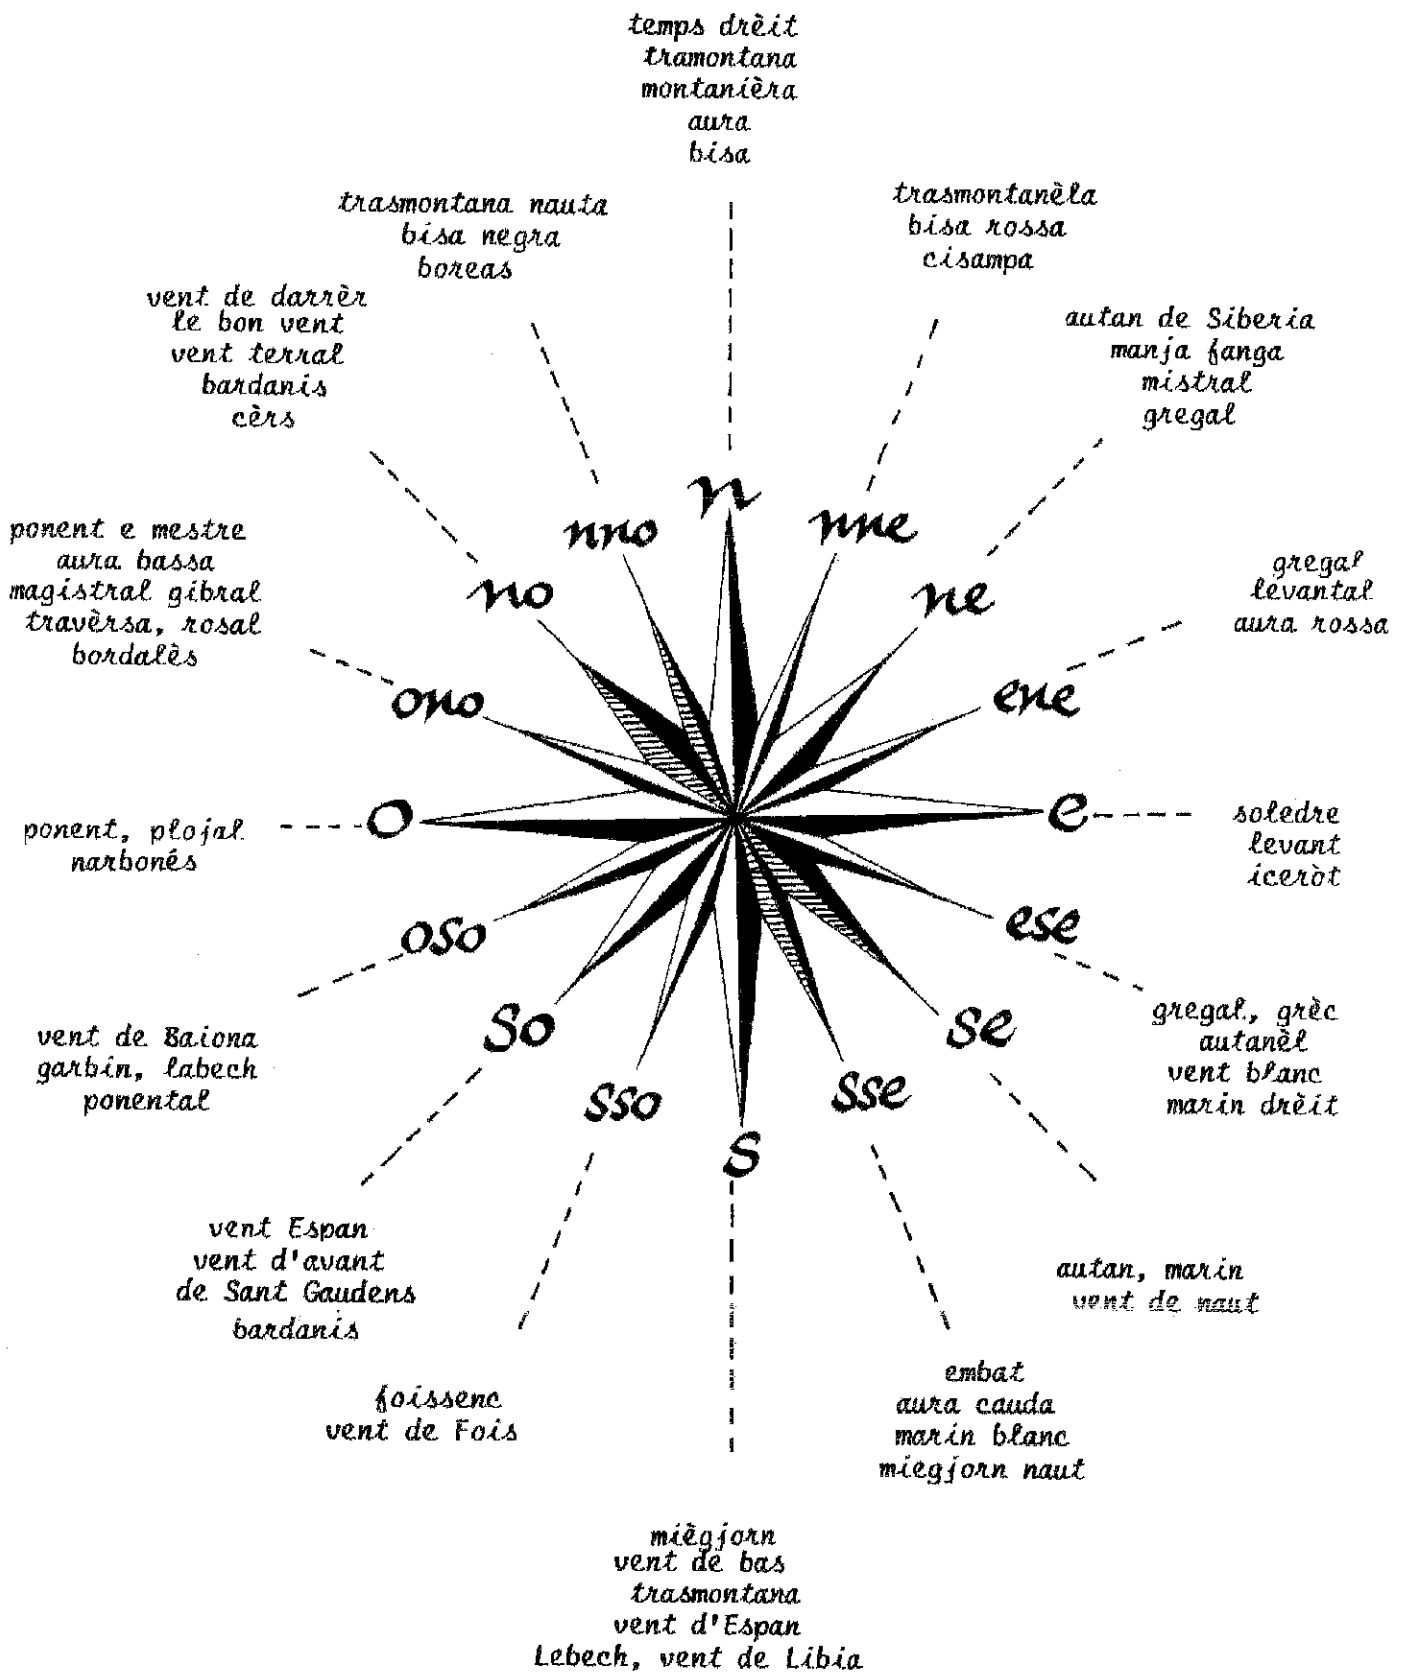 temps drèit
tramontana
montanièra
aura
bisa
trasmontana nauta
bisa negra
boreas
trasmontanèla
bisa rossa
cisampa
vent de darrèr
le bon vent
vent terral
bardanis
cèrs
autan de Siberia
manja fanga
mistral
gregal
n
nno
nne
no
ne
ponent e mestre
aura bassa
magistral gibral
travèrsa, rosal
bordalès
gregal
levantal
aura rossa
ono
ene
o
e
ponent, plojal
narbonés
soledre
levant
iceròt
oso
ese
vent de Baiona
garbin, labech
ponental
gregal, grèc
autanèl
vent blanc
marin drèit
so
se
sso
sse
s
vent Espan
vent d'avant
de Sant Gaudens
bardanis
autan, marin
vent de naut
foissenc
vent de Fois
embat
aura cauda
marin blanc
miegjorn naut
miègjorn
vent de bas
trasmontana
vent d'Espan
Lebech, vent de Libia